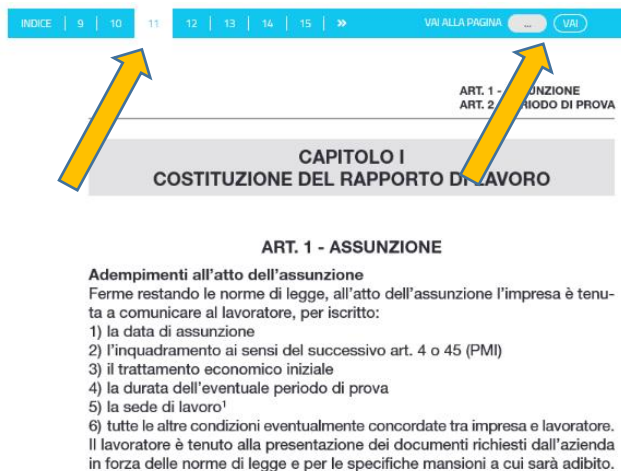 INDICE | 9 | 10 11 12 | 13 | 14 | 15 | »
VAI ALLA PAGINA ... VAI
ART. 1 - NZIONE
ART. 2 RIODO DI PROVA
CAPITOLO I
COSTITUZIONE DEL RAPPORTO DI LAVORO
ART. 1 - ASSUNZIONE
Adempimenti all'atto dell'assunzione
Ferme restando le norme di legge, all'atto dell'assunzione l'impresa è tenu-
ta a comunicare al lavoratore, per iscritto:
1) la data di assunzione
2) l'inquadramento ai sensi del successivo art. 4 o 45 (PMI)
3) il trattamento economico iniziale
4) la durata dell'eventuale periodo di prova
5) la sede di lavoro¹
6) tutte le altre condizioni eventualmente concordate tra impresa e lavoratore.
Il lavoratore è tenuto alla presentazione dei documenti richiesti dall'azienda
in forza delle norme di legge e per le specifiche mansioni a cui sarà adibito.